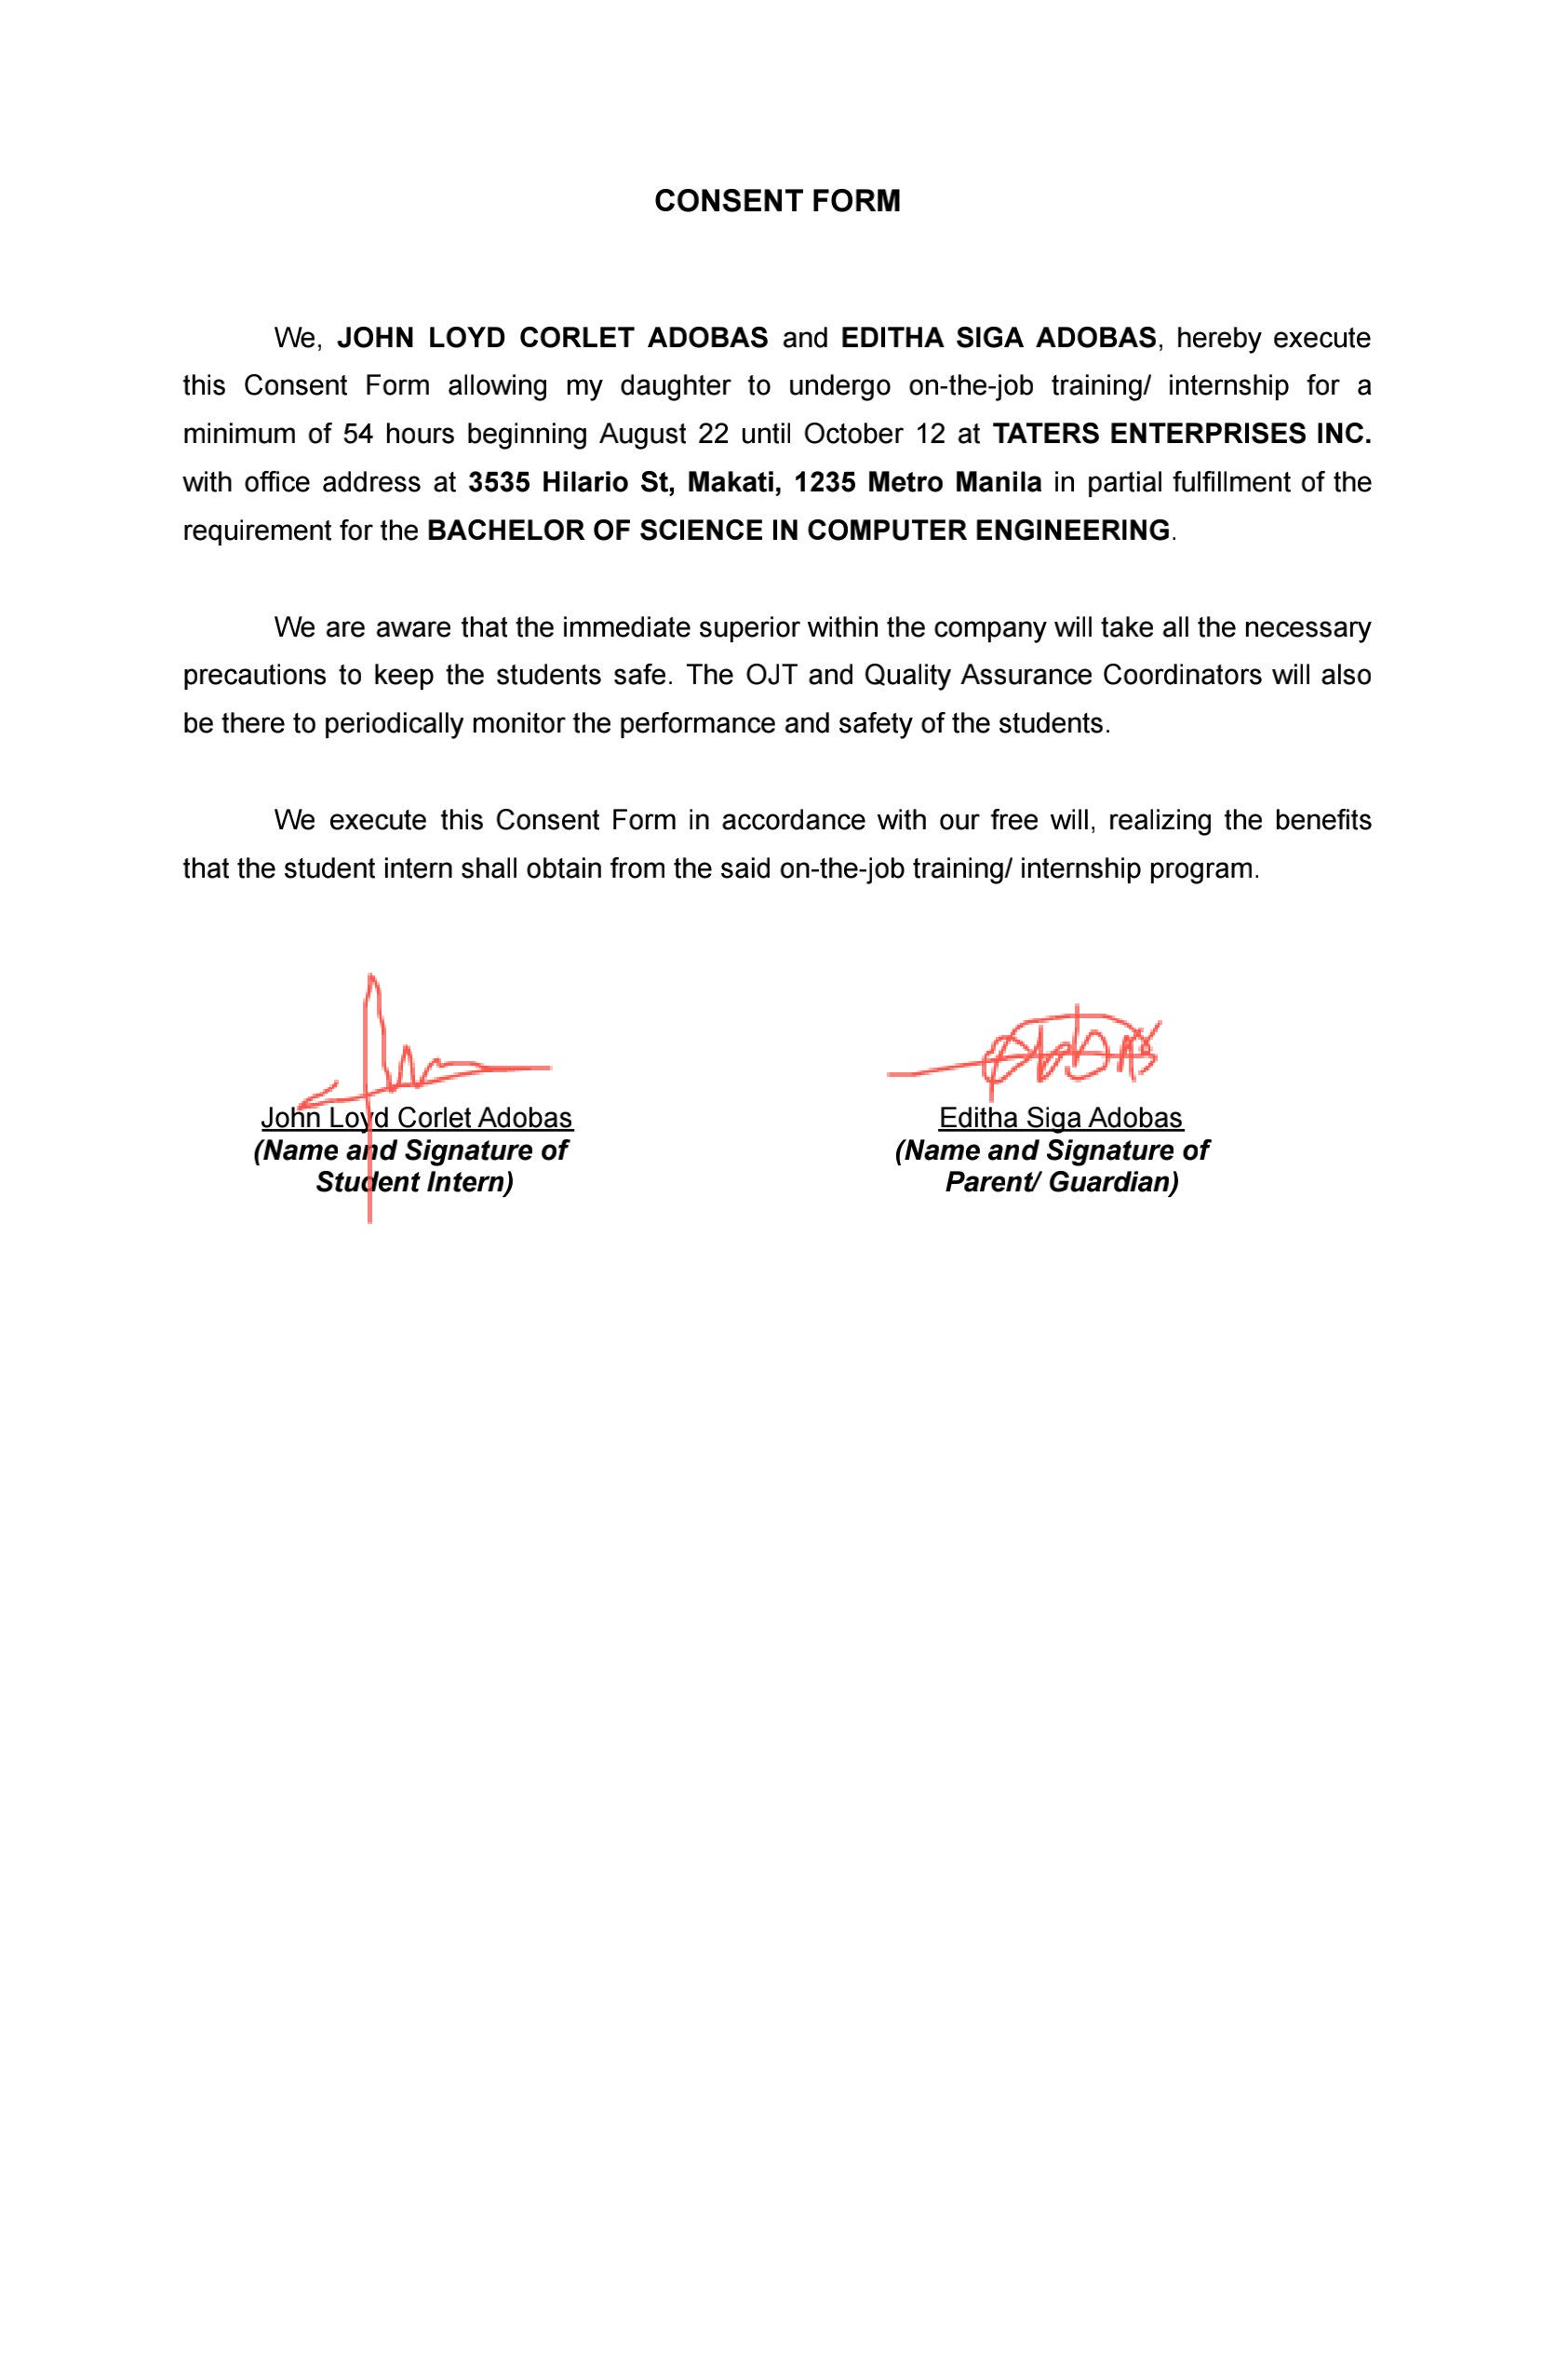 CONSENT FORM
We, JOHN LOYD CORLET ADOBAS and EDITHA SIGA ADOBAS, hereby execute
this Consent Form allowing my daughter to undergo on-the-job training/ internship for a
minimum of 54 hours beginning August 22 until October 12 at TATERS ENTERPRISES INC.
with office address at 3535 Hilario St, Makati, 1235 Metro Manila in partial fulfillment of the
requirement for the BACHELOR OF SCIENCE IN COMPUTER ENGINEERING.
We are aware that the immediate superior within the company will take all the necessary
precautions to keep the students safe. The OJT and Quality Assurance Coordinators will also
be there to periodically monitor the performance and safety of the students.
We execute this Consent Form in accordance with our free will, realizing the benefits
that the student intern shall obtain from the said on-the-job training/ internship program.
John Loyd Corlet Adobas
(Name and Signature of
Student Intern)
Editha Siga Adobas
(Name and Signature of
Parent/ Guardian)